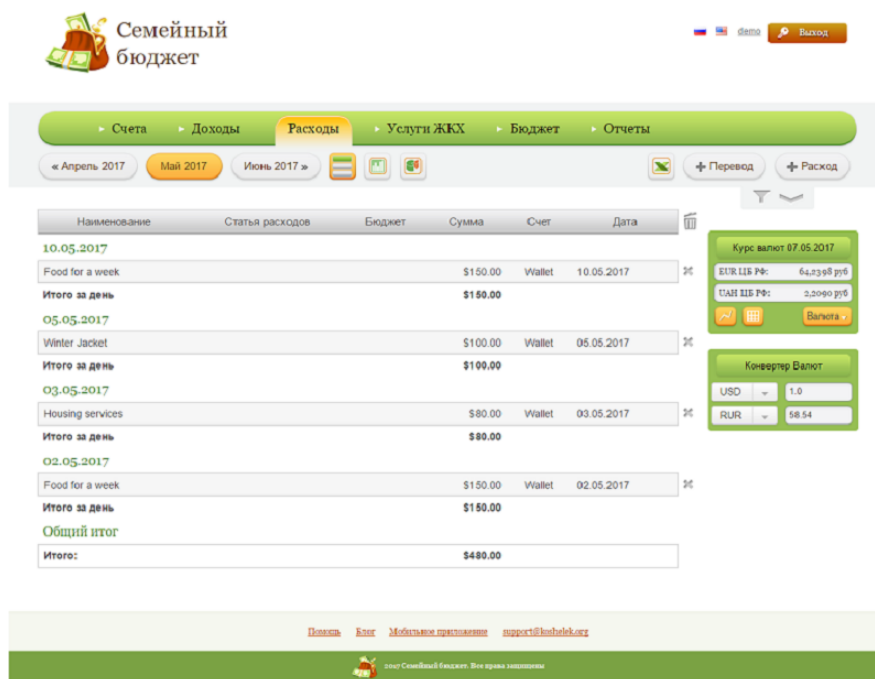 Семейный
бюджет
demo Выход
Счета Доходы Расходы Услуги ЖКХ Бюджет Отчеты
« Апрель 2017 Май 2017 Июнь 2017 » + Перевод + Расход
Наименование Статья расходов Бюджет Сумма Счет Дата
10.05.2017
Food for a week $150.00 Wallet 10.05.2017
Итого за день $150.00
05.05.2017
Winter Jacket $100.00 Wallet 05.05.2017
Итого за день $100.00
03.05.2017
Housing services $80.00 Wallet 03.05.2017
Итого за день $80.00
02.05.2017
Food for a week $150.00 Wallet 02.05.2017
Итого за день $150.00
Общий итог
Итого: $480.00
Курс валют 07.05.2017
EUR ЦБ РФ: 64,2398 руб
UAH ЦБ РФ: 2,2090 руб
Валюта
Конвертер Валют
USD 1.0
RUR 58.54
Помощь Блог Мобильное приложение support@koshelek.org
2017 Семейный бюджет. Все права защищены